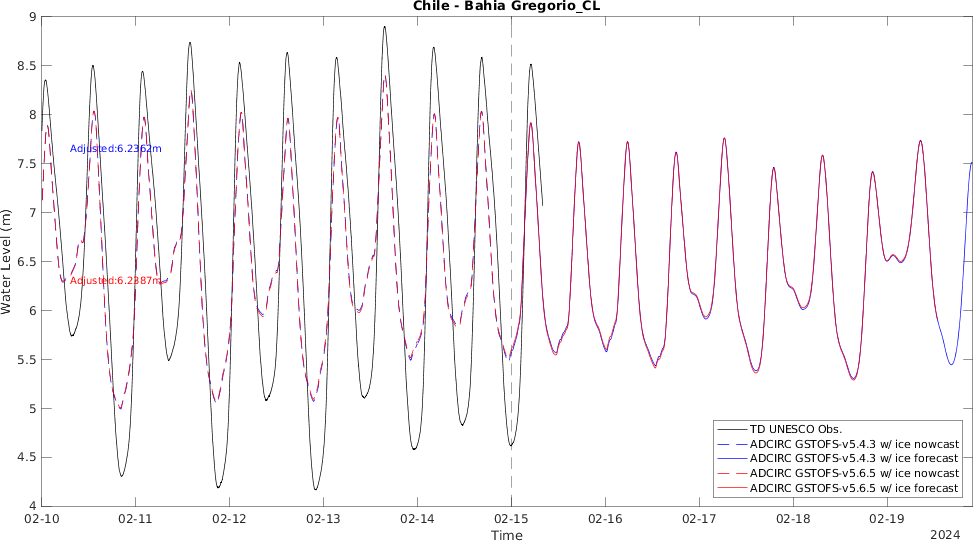 Chile - Bahia Gregorio_CL
9
8.5
8
7.5
7
6.5
6
5.5
5
4.5
4
Water Level (m)
Adjusted:6.2362m
Adjusted:6.2387m
TD UNESCO Obs.
ADCIRC GSTOFS-v5.4.3 w/ ice nowcast
ADCIRC GSTOFS-v5.4.3 w/ ice forecast
ADCIRC GSTOFS-v5.6.5 w/ ice nowcast
ADCIRC GSTOFS-v5.6.5 w/ ice forecast
02-10 02-11 02-12 02-13 02-14 02-15 02-16 02-17 02-18 02-19
Time
2024